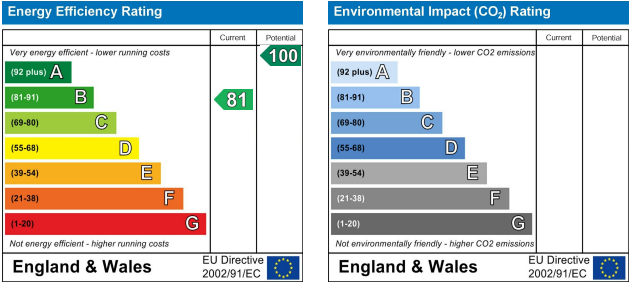 Energy Efficiency Rating
Current Potential
Very energy efficient - lower running costs
(92 plus) A
(81-91) B
(69-80) C
(55-68) D
(39-54) E
(21-38) F
(1-20) G
81
100
Not energy efficient - higher running costs
England & Wales
EU Directive
2002/91/EC
Environmental Impact (CO2) Rating
Current Potential
Very environmentally friendly - lower CO2 emissions
(92 plus) A
(81-91) B
(69-80) C
(55-68) D
(39-54) E
(21-38) F
(1-20) G
Not environmentally friendly - higher CO2 emissions
England & Wales
EU Directive
2002/91/EC